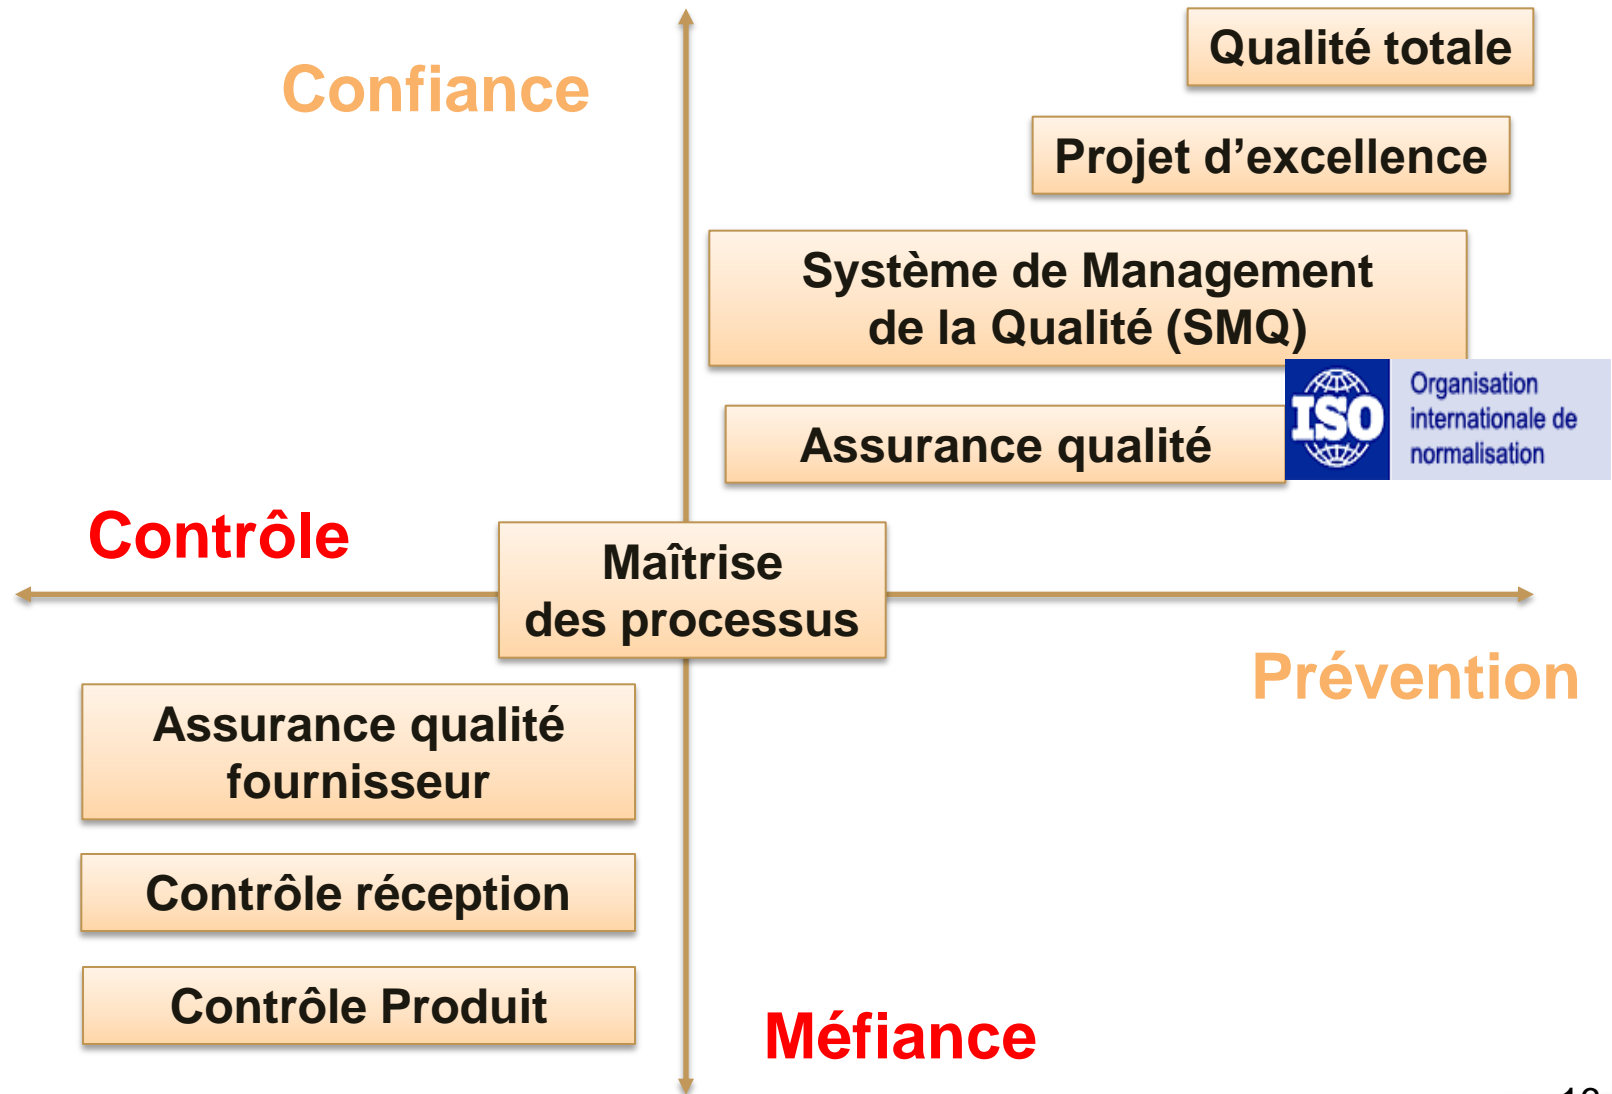 Qualité totale
Confiance
Projet d’excellence
Système de Management
de la Qualité (SMQ)
ISO
Organisation
internationale de
normalisation
Assurance qualité
Contrôle
Maîtrise
des processus
Prévention
Assurance qualité
fournisseur
Contrôle réception
Contrôle Produit
Méfiance